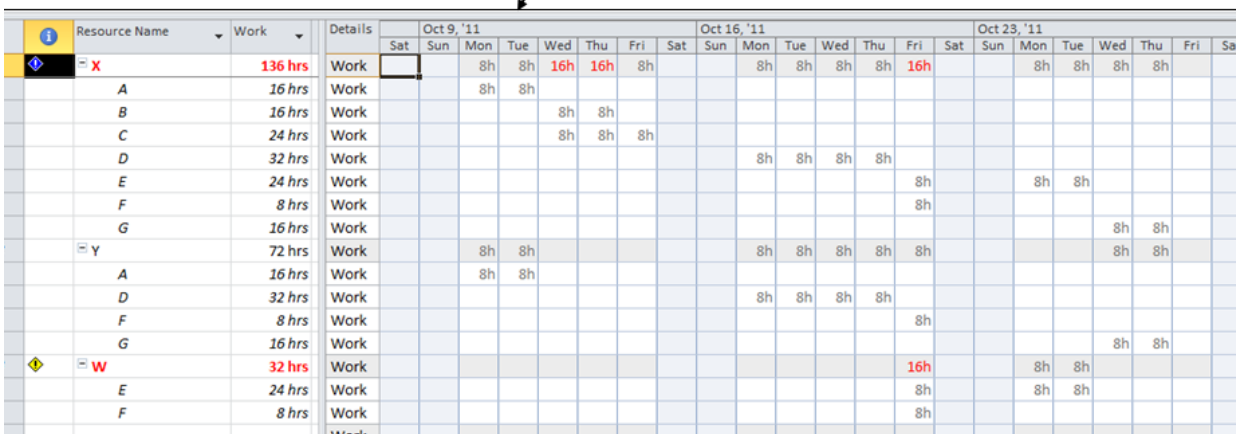 Resource Name Work Details Oct 9, '11 Oct 16, '11 Oct 23, '11
Sat Sun Mon Tue Wed Thu Fri Sat Sun Mon Tue Wed Thu Fri Sat Sun Mon Tue Wed Thu Fri Sa
X 136 hrs Work 8h 8h 16h 16h 8h 8h 8h 8h 8h 16h 8h 8h 8h 8h
A 16 hrs Work 8h 8h
B 16 hrs Work 8h 8h
C 24 hrs Work 8h 8h 8h
D 32 hrs Work 8h 8h 8h 8h
E 24 hrs Work 8h 8h 8h
F 8 hrs Work 8h
G 16 hrs Work 8h 8h
Y 72 hrs Work 8h 8h 8h 8h 8h 8h 8h 8h 8h
A 16 hrs Work 8h 8h
D 32 hrs Work 8h 8h 8h 8h
F 8 hrs Work 8h
G 16 hrs Work 8h 8h
W 32 hrs Work 16h 8h 8h
E 24 hrs Work 8h 8h 8h
F 8 hrs Work 8h